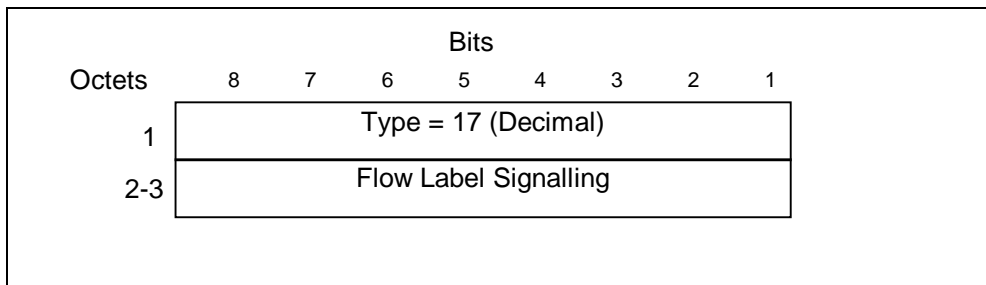 Bits
Octets 8 7 6 5 4 3 2 1
1 Type = 17 (Decimal)
2-3 Flow Label Signalling